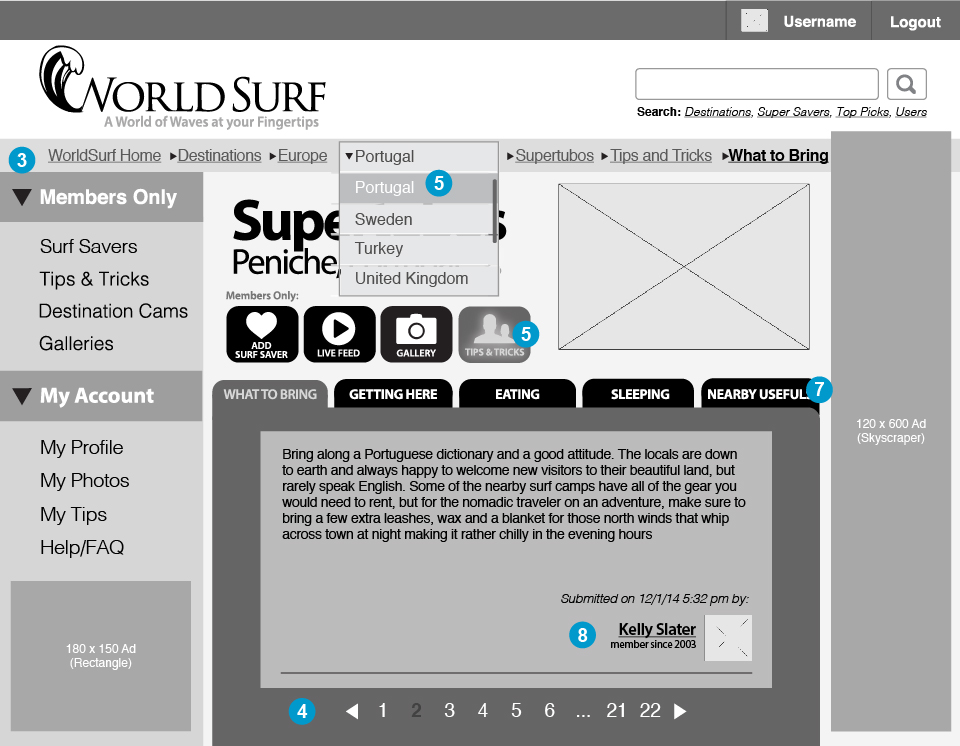 Username
Logout
WORLD SURF
A World of Waves at your Fingertips
Search: Destinations, Super Savers, Top Picks, Users
3
WorldSurf Home ▸Destinations ▸Europe ▾Portugal ▸Supertubos ▸Tips and Tricks ▸What to Bring
Portugal
5
Sweden
Turkey
United Kingdom
Members Only
Surf Savers
Tips & Tricks
Destination Cams
Galleries
My Account
My Profile
My Photos
My Tips
Help/FAQ
180 x 150 Ad
(Rectangle)
Peniche,
Members Only:
ADD
SURF SAVER
LIVE FEED
GALLERY
TIPS & TRICKS
5
WHAT TO BRING
GETTING HERE
EATING
SLEEPING
NEARBY USEFUL
7
Bring along a Portuguese dictionary and a good attitude. The locals are down
to earth and always happy to welcome new visitors to their beautiful land, but
rarely speak English. Some of the nearby surf camps have all of the gear you
would need to rent, but for the nomadic traveler on an adventure, make sure to
bring a few extra leashes, wax and a blanket for those north winds that whip
across town at night making it rather chilly in the evening hours
Submitted on 12/1/14 5:32 pm by:
8
Kelly Slater
member since 2003
4
1 2 3 4 5 6 ... 21 22
120 x 600 Ad
(Skyscraper)